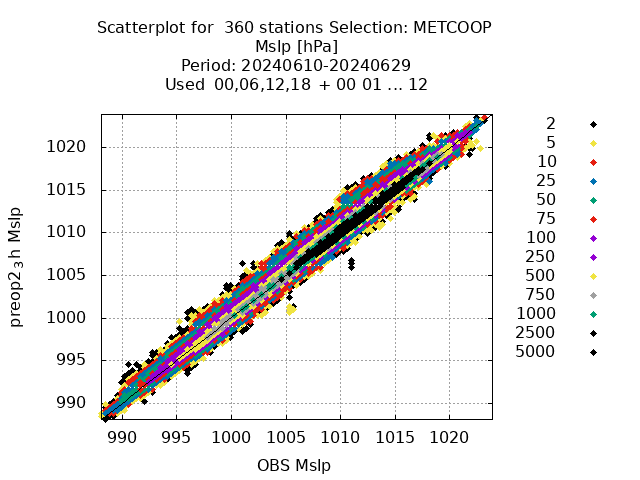 Scatterplot for  360 stations Selection: METCOOP
Mslp [hPa]
Period: 20240610-20240629
Used  00,06,12,18  + 00 01 ... 12
preop2₃h Mslp
1020
1015
1010
1005
1000
995
990
990 995 1000 1005 1010 1015 1020
OBS Mslp
2
5
10
25
50
75
100
250
500
750
1000
2500
5000